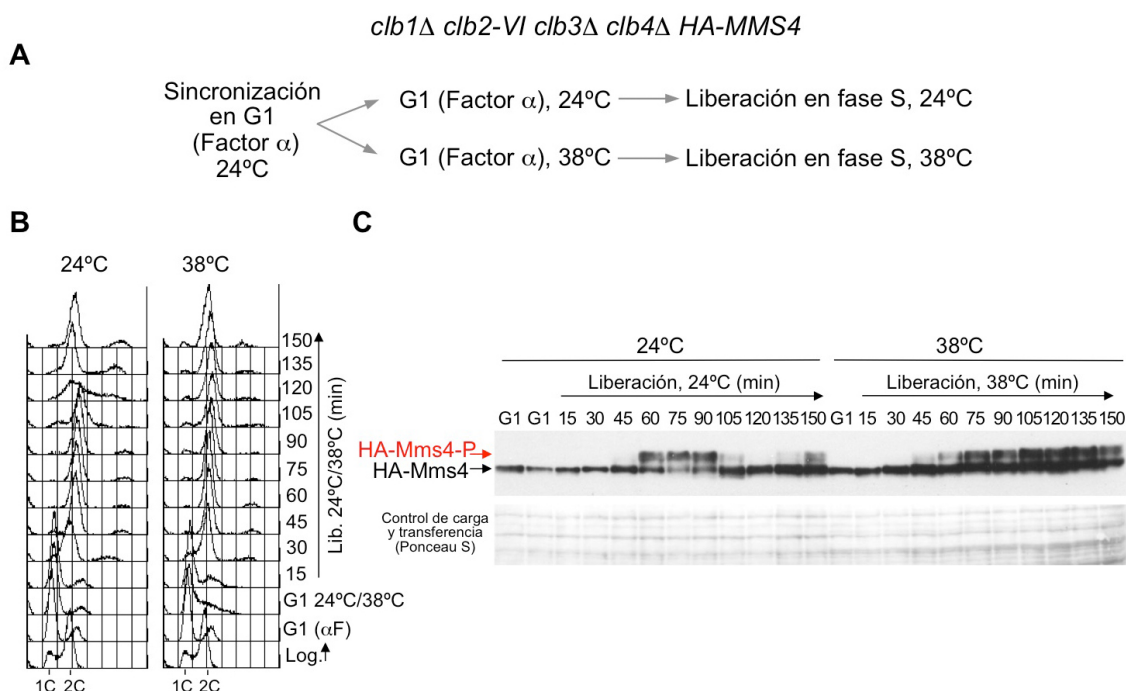 clb1Δ clb2-VI clb3Δ clb4Δ HA-MMS4
A
Sincronización
en G1
(Factor α)
24ºC
G1 (Factor α), 24ºC
Liberación en fase S, 24ºC
G1 (Factor α), 38ºC
Liberación en fase S, 38ºC
B
24ºC
38ºC
150
135
120
105
90
75
60
45
30
15
G1 24ºC/38ºC
G1 (αF)
Log.
Lib. 24ºC/38ºC (min)
1C 2C
1C 2C
C
24ºC
38ºC
Liberación, 24ºC (min)
Liberación, 38ºC (min)
G1 G1 15 30 45 60 75 90 105 120 135 150 G1 15 30 45 60 75 90 105 120 135 150
HA-Mms4-P
HA-Mms4
Control de carga
y transferencia
(Ponceau S)